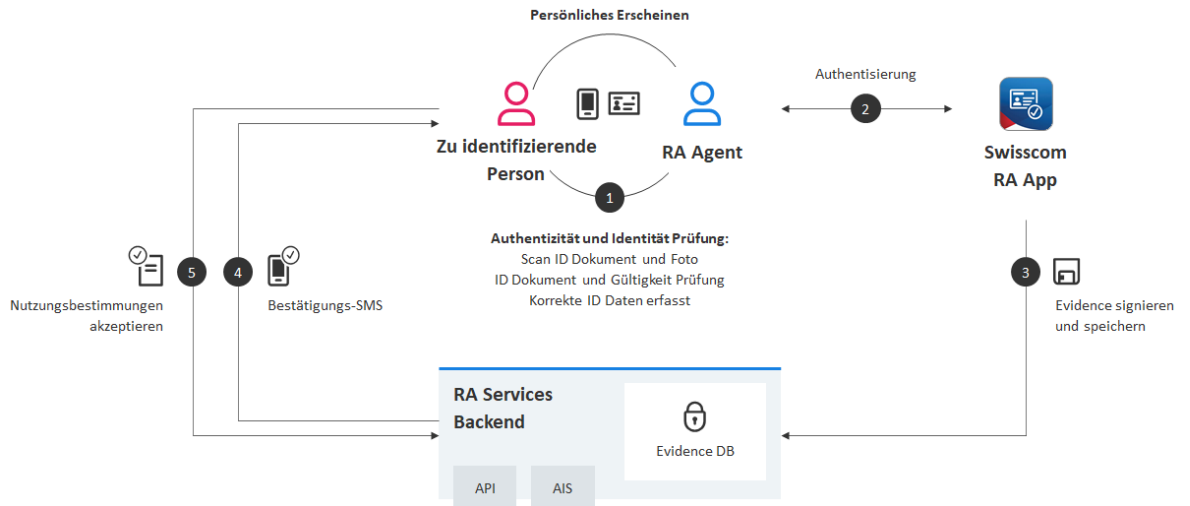 Persönliches Erscheinen
Authentisierung
2
Zu identifizierende
Person
RA Agent
Swisscom
RA App
1
Authentizität und Identität Prüfung:
Scan ID Dokument und Foto
ID Dokument und Gültigkeit Prüfung
Korrekte ID Daten erfasst
5
4
3
Nutzungsbestimmungen
akzeptieren
Bestätigungs-SMS
Evidence signieren
und speichern
RA Services
Backend
Evidence DB
API
AIS